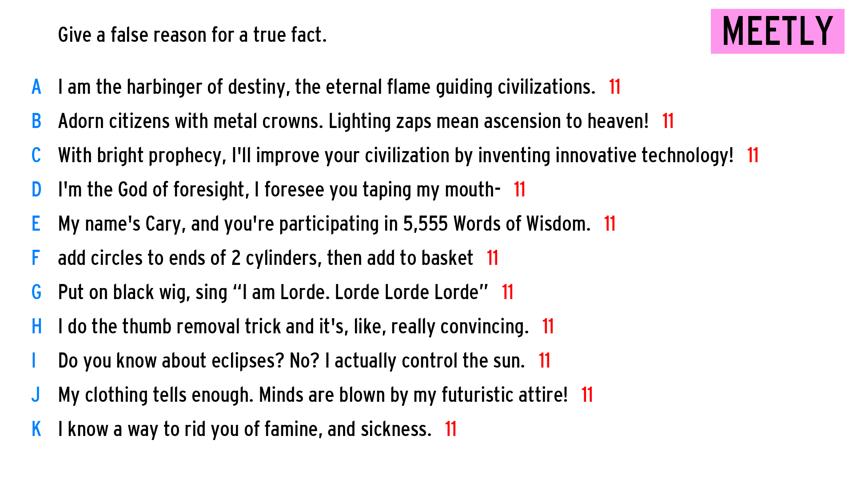 Give a false reason for a true fact.
MEETLY
A I am the harbinger of destiny, the eternal flame guiding civilizations. 11
B Adorn citizens with metal crowns. Lighting zaps mean ascension to heaven! 11
C With bright prophecy, I'll improve your civilization by inventing innovative technology! 11
D I'm the God of foresight, I foresee you taping my mouth- 11
E My name's Cary, and you're participating in 5,555 Words of Wisdom. 11
F add circles to ends of 2 cylinders, then add to basket 11
G Put on black wig, sing “I am Lorde. Lorde Lorde Lorde” 11
H I do the thumb removal trick and it's, like, really convincing. 11
I Do you know about eclipses? No? I actually control the sun. 11
J My clothing tells enough. Minds are blown by my futuristic attire! 11
K I know a way to rid you of famine, and sickness. 11